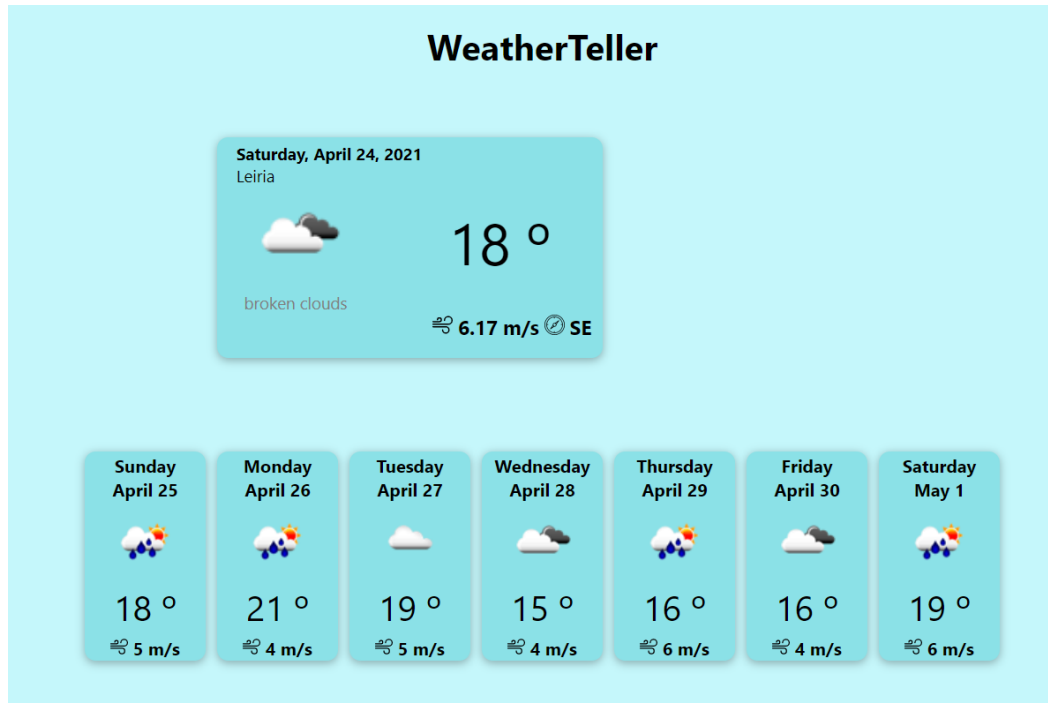 WeatherTeller
Saturday, April 24, 2021
Leiria
18 º
broken clouds
6.17 m/s SE
Sunday
April 25
18 º
5 m/s
Monday
April 26
21 º
4 m/s
Tuesday
April 27
19 º
5 m/s
Wednesday
April 28
15 º
4 m/s
Thursday
April 29
16 º
6 m/s
Friday
April 30
16 º
4 m/s
Saturday
May 1
19 º
6 m/s